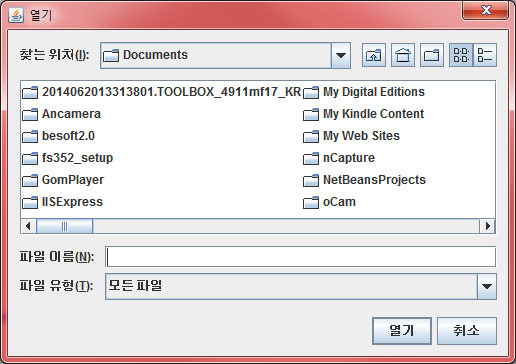 열기
찾는 위치(I): Documents
20140620133138​01.TOOLBOX_4911mf17_KR
Ancamera
besoft2.0
fs352_setup
GomPlayer
IISExpress
My Digital Editions
My Kindle Content
My Web Sites
nCapture
NetBeansProjects
oCam
파일 이름(N):
파일 유형(T): 모든 파일
열기 취소